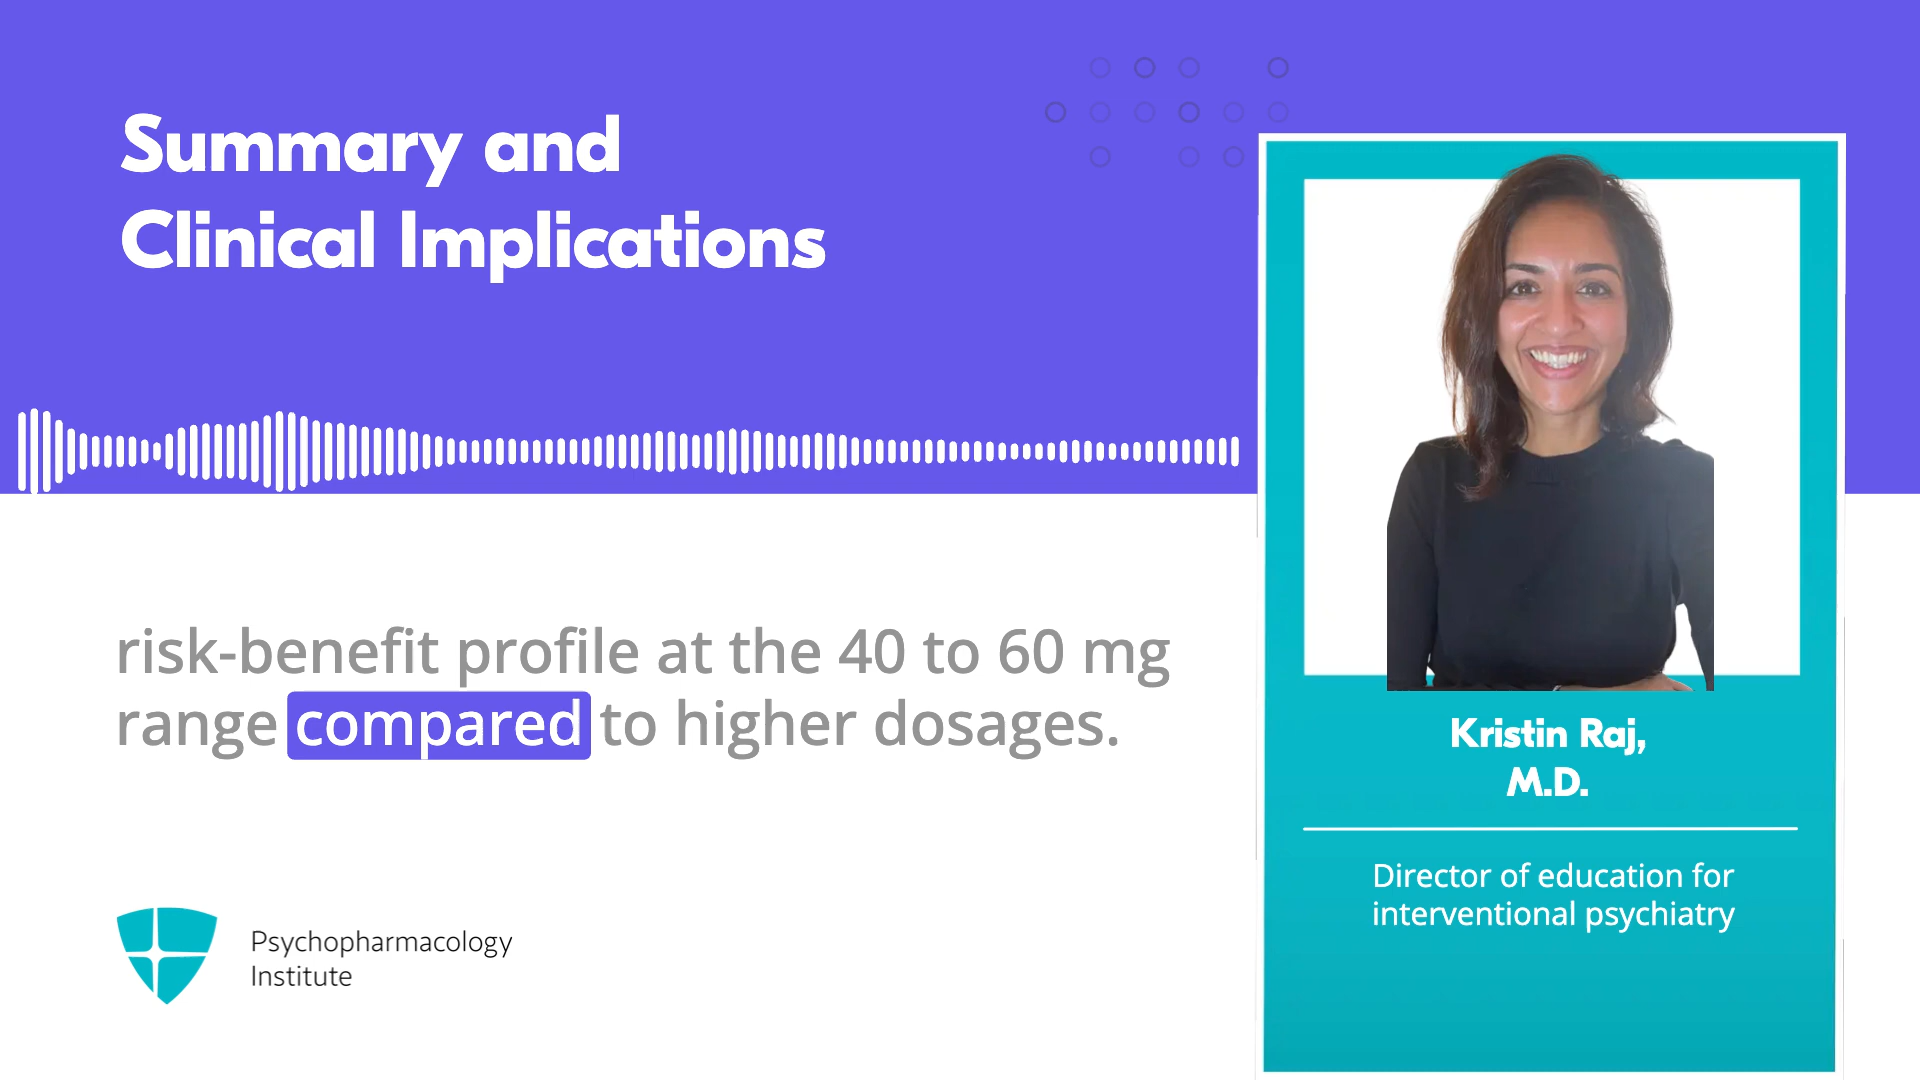 Summary and
Clinical Implications
risk-benefit profile at the 40 to 60 mg
range compared to higher dosages.
Psychopharmacology
Institute
Kristin Raj,
M.D.
Director of education for
interventional psychiatry